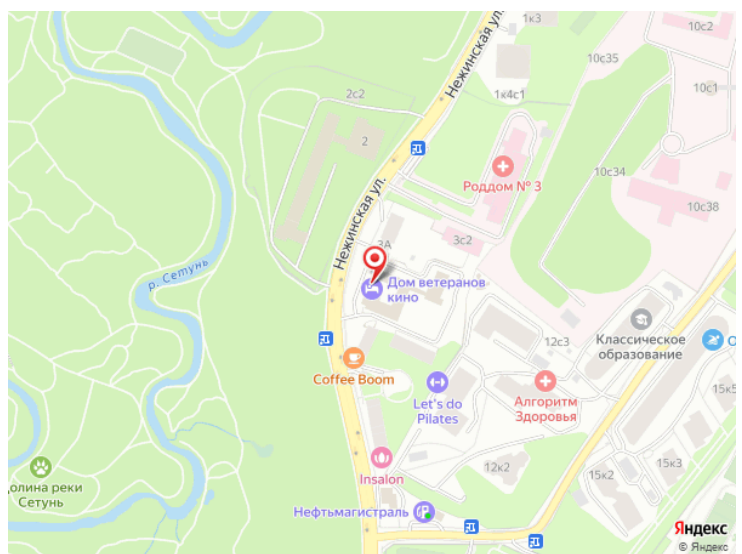 1к3
10с2
10с35
Нежинская ул.
2с2
1к4с1
10с1
2
10с34
Роддом № 3
10с38
Нежинская ул.
3А
3с2
р. Сетунь
Дом ветеранов
кино
12с3
Классическое
образование
О
Coffee Boom
Let's do
Pilates
Алгоритм
Здоровья
15к5
12к2
15к2
15к3
Insalon
олина реки
Сетунь
Нефтьмагистраль
Яндекс
© Яндекс